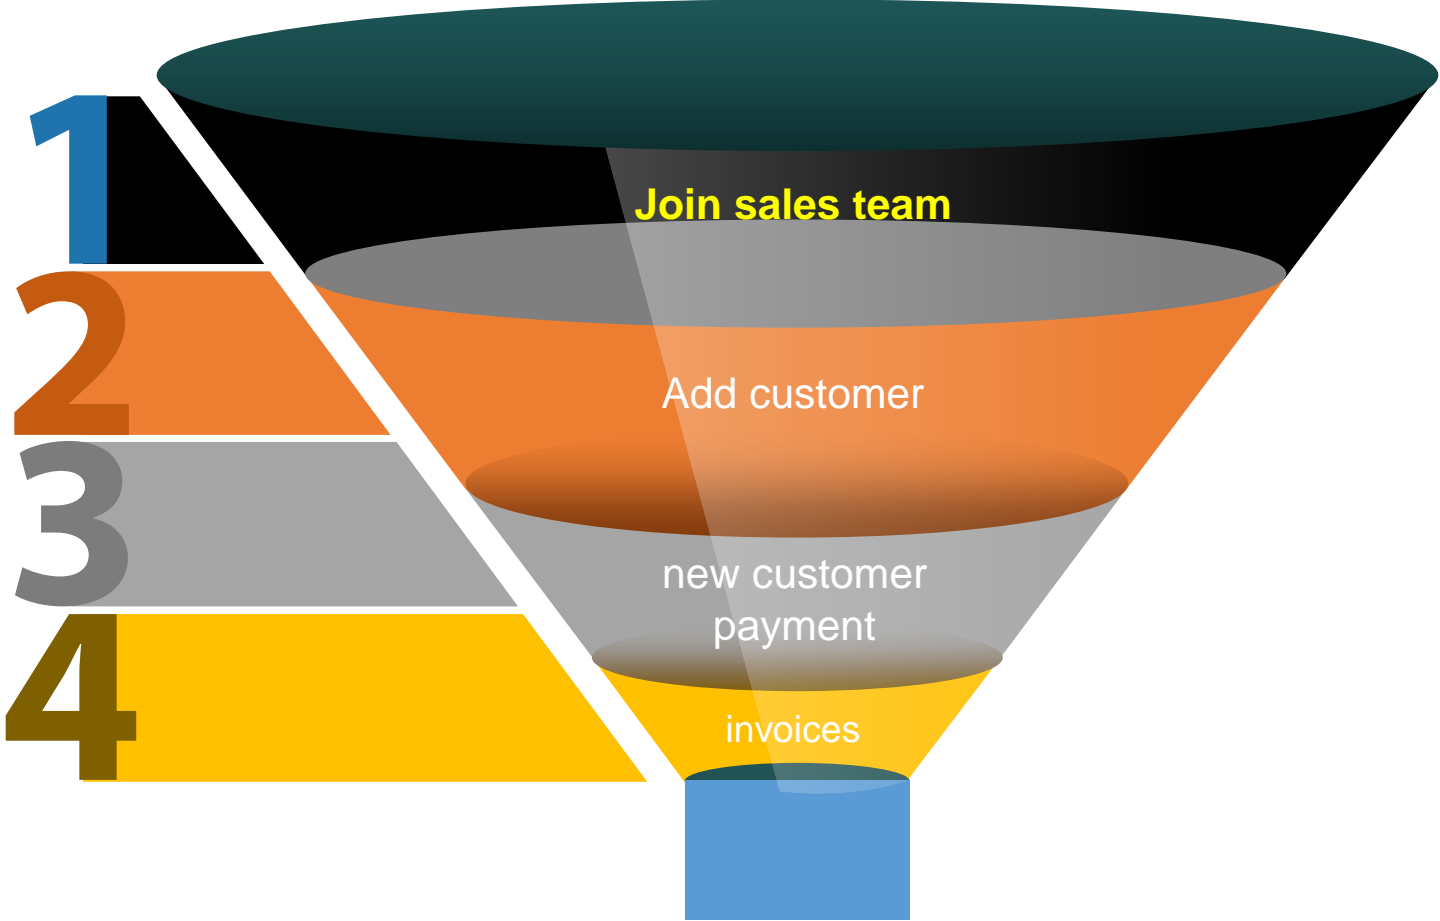 1
Join sales team
2
Add customer
3
new customer
payment
4
invoices